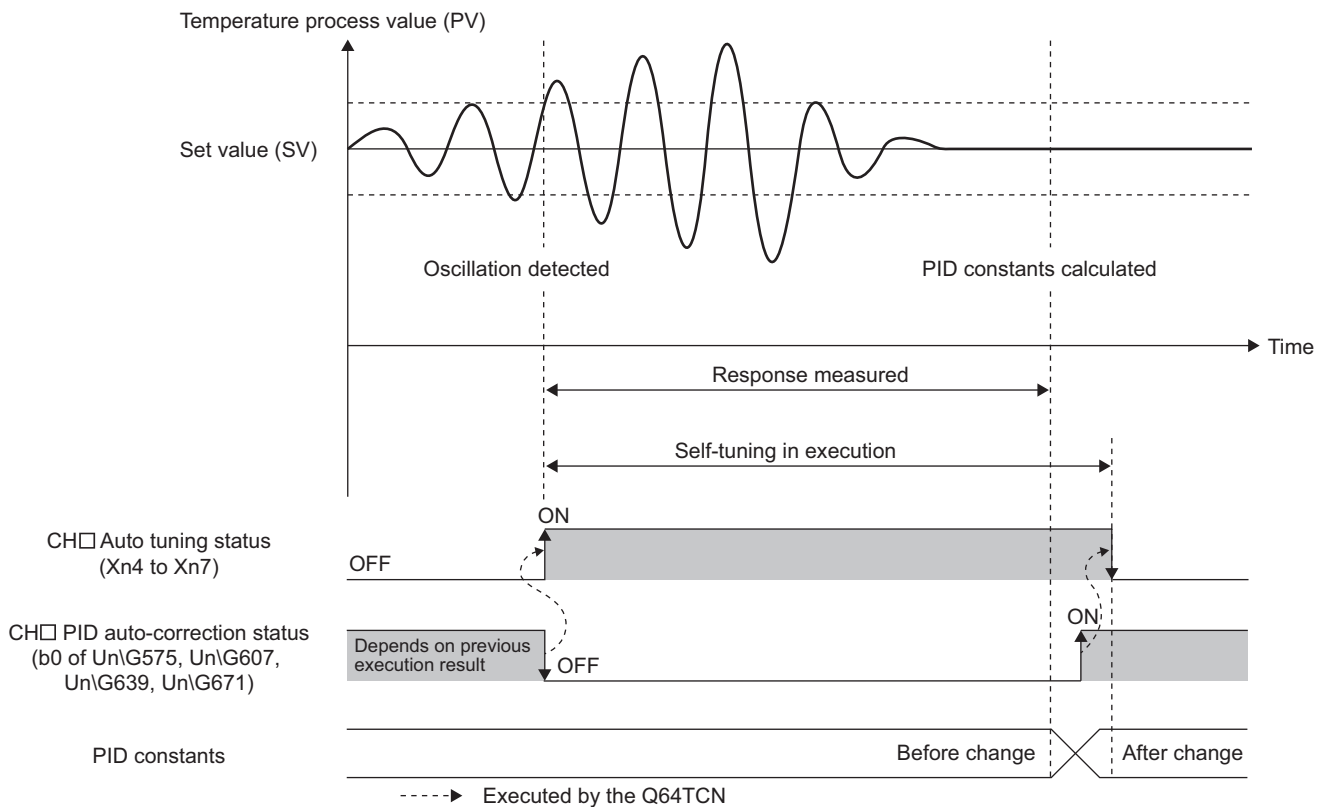 Temperature process value (PV)
Set value (SV)
Oscillation detected
PID constants calculated
Time
Response measured
Self-tuning in execution
ON
CH□ Auto tuning status
(Xn4 to Xn7)
OFF
ON
CH□ PID auto-correction status
(b0 of Un\G575, Un\G607,
Un\G639, Un\G671)
Depends on previous
execution result
OFF
PID constants
Before change
After change
Executed by the Q64TCN